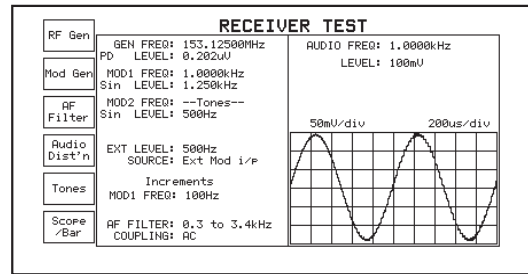 RECEIVER TEST
RF Gen
Mod Gen
AF
Filter
Audio
Dist'n
Tones
Scope
/Bar
GEN FREQ: 153.12500MHz
PD LEVEL: 0.202uV
MOD1 FREQ: 1.0000kHz
Sin LEVEL: 1.250kHz
MOD2 FREQ: --Tones--
Sin LEVEL: 500Hz
EXT LEVEL: 500Hz
SOURCE: Ext Mod i/p
Increments
MOD1 FREQ: 100Hz
AF FILTER: 0.3 to 3.4kHz
COUPLING: AC
AUDIO FREQ: 1.0000kHz
LEVEL: 100mV
50mV/div 200us/div